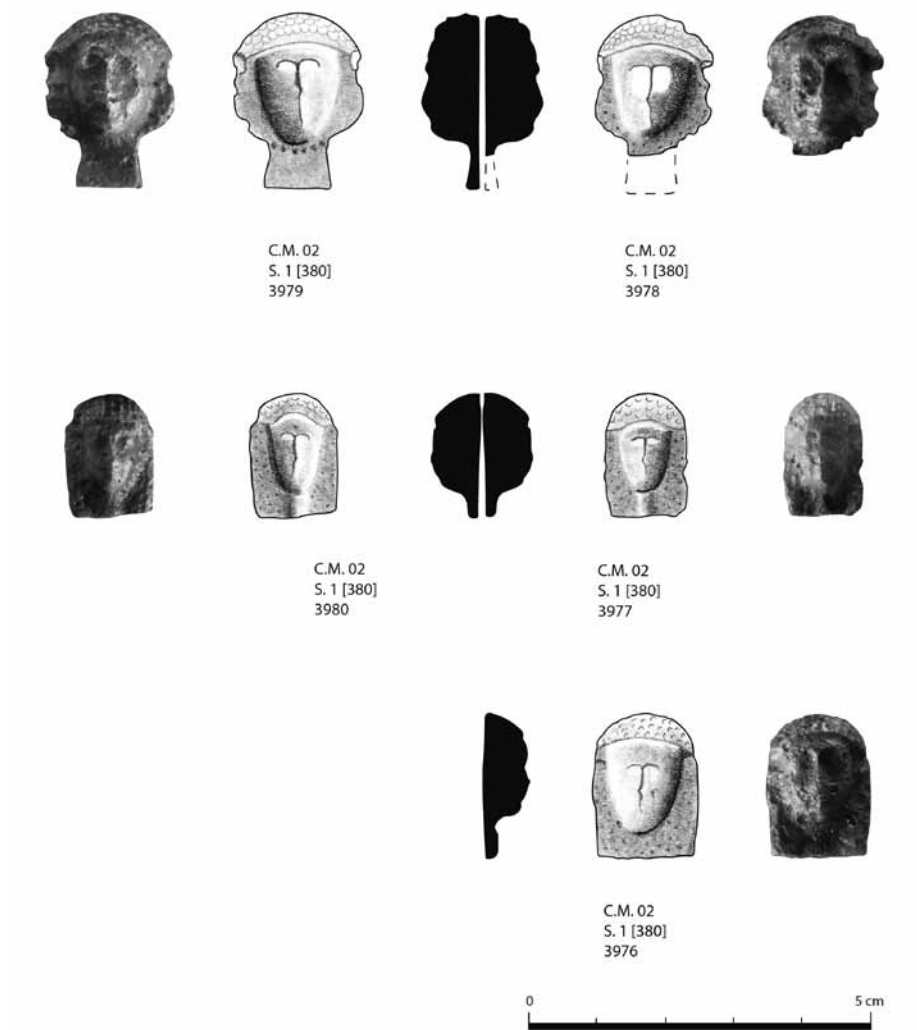 C.M. 02
S. 1 [380]
3979
C.M. 02
S. 1 [380]
3978
C.M. 02
S. 1 [380]
3980
C.M. 02
S. 1 [380]
3977
C.M. 02
S. 1 [380]
3976
0 5 cm